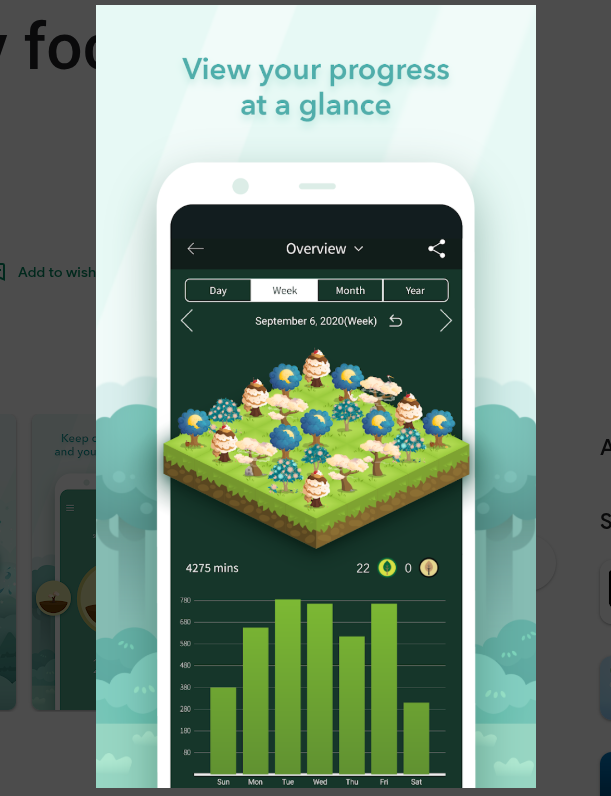 foc
View your progress
at a glance
Add to wish
Keep
and you
Overview
Day Week Month Year
September 6, 2020(Week)
4275 mins 22 0
780
680
580
480
380
280
180
80
Sun Mon Tue Wed Thu Fri Sat
A
S